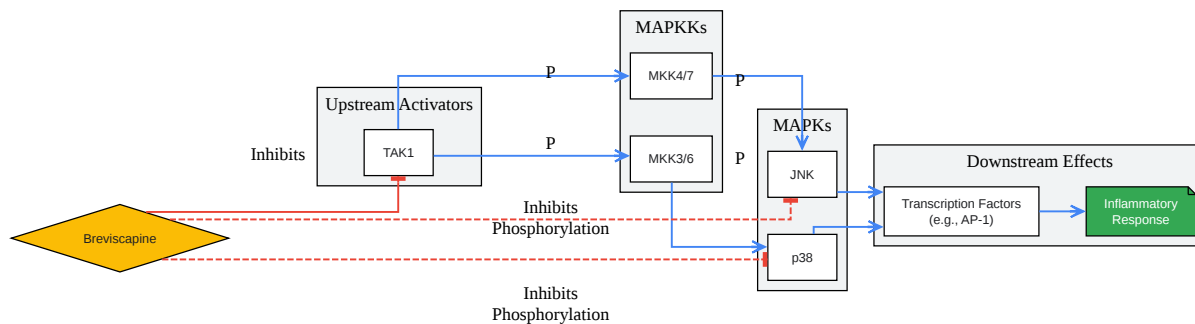 MAPKKs
P
MKK4/7
P
Upstream Activators
MAPKs
TAK1
P
Inhibits
MKK3/6
P
JNK
Downstream Effects
Transcription Factors
(e.g., AP-1)
Inflammatory
Response
Inhibits
Phosphorylation
Breviscapine
p38
Inhibits
Phosphorylation